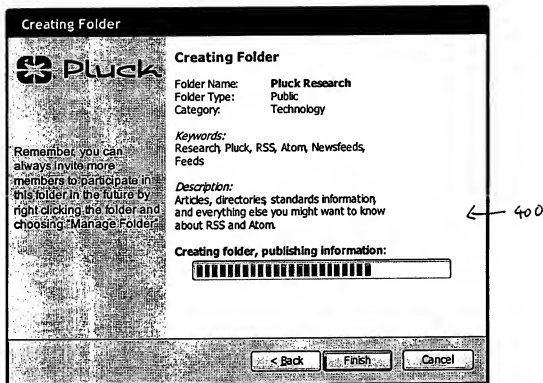 Creating Folder
Pluck
Remember, you can
always invite more
members to participate in
this folder in the future by
right clicking the folder and
choosing "Manage Folder"
Creating Folder
Folder Name: Pluck Research
Folder Type: Public
Category: Technology
Keywords:
Research, Pluck, RSS, Atom, Newsfeeds,
Feeds
Description:
Articles, directories, standards information,
and everything else you might want to know
about RSS and Atom.
Creating folder, publishing information:
< Back Finish Cancel
400